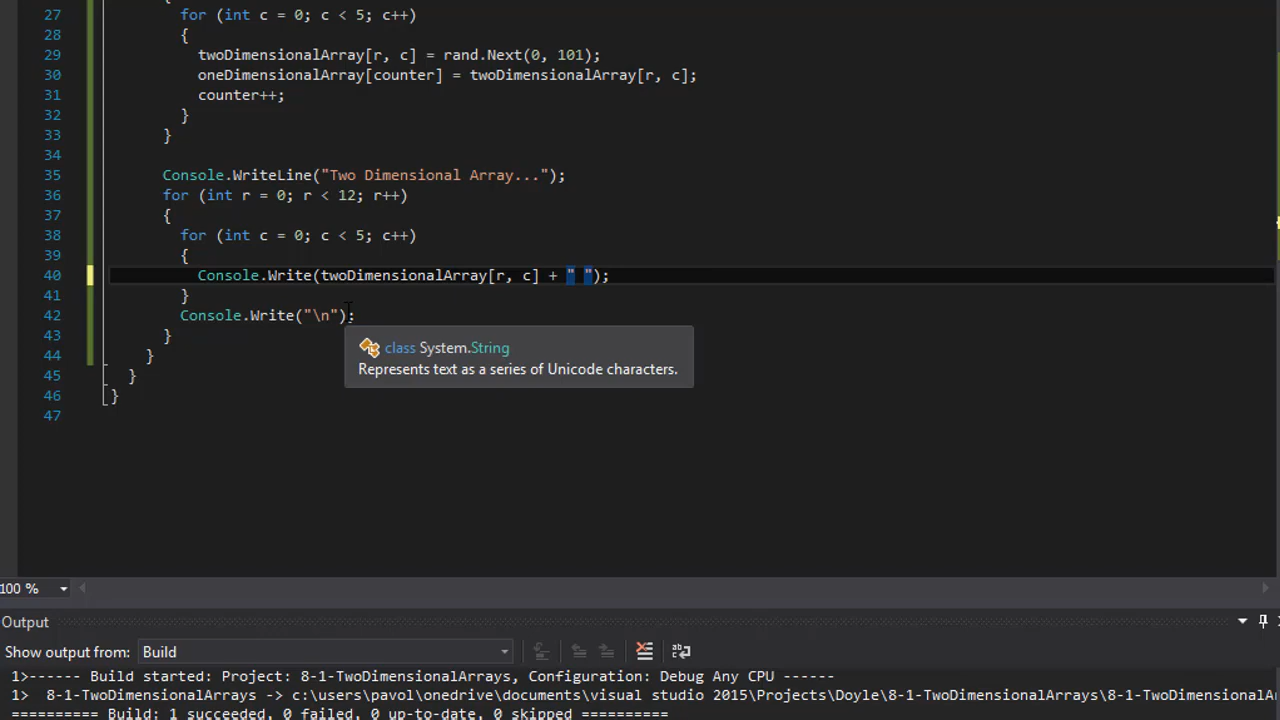 27 for (int c = 0; c < 5; c++)
28 {
29 twoDimensionalArray[r, c] = rand.Next(0, 101);
30 oneDimensionalArray[counter] = twoDimensionalArray[r, c];
31 counter++;
32 }
33 }
34
35 Console.WriteLine("Two Dimensional Array...");
36 for (int r = 0; r < 12; r++)
37 {
38 for (int c = 0; c < 5; c++)
39 {
40 Console.Write(twoDimensionalArray[r, c] + " ");
41 }
42 Console.Write("\n");
43 }
class System.String
44 }
Represents text as a series of Unicode characters.
45 }
46 }
47
100 %
Output
Show output from: Build
1>------ Build started: Project: 8-1-TwoDimensionalArrays, Configuration: Debug Any CPU ------
1> 8-1-TwoDimensionalArrays -> c:\users\pavol\onedrive\documents\visual studio 2015\Projects\Doyle\8-1-TwoDimensionalArrays\8-1-TwoDimensionalAr
========== Build: 1 succeeded, 0 failed, 0 up-to-date, 0 skipped ==========